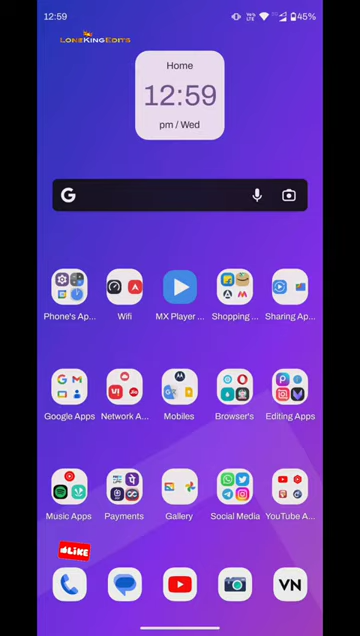 12:59
45%
LONEKINGEDITS
Home
12:59
pm / Wed
G
Phone's Ap...
Wifi
MX Player ...
Shopping ...
Sharing Ap...
Google Apps
Network A...
Mobiles
Browser's
Editing Apps
Music Apps
Payments
Gallery
Social Media
YouTube A...
LIKE
VN